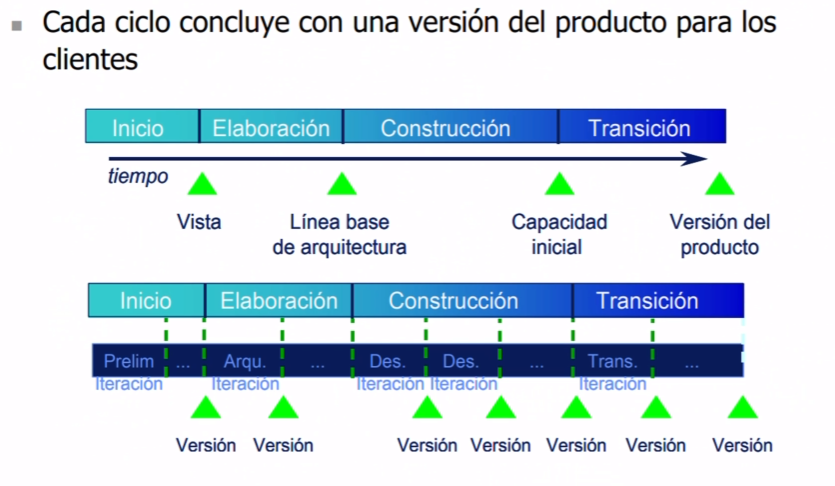 Cada ciclo concluye con una versión del producto para los
clientes
Inicio Elaboración Construcción Transición
tiempo
Vista Línea base Capacidad Versión del
de arquitectura inicial producto
Inicio Elaboración Construcción Transición
Prelim ... Arqu. ... Des. Des. ... Trans. ...
Iteración Iteración Iteración Iteración Iteración
Versión Versión Versión Versión Versión Versión Versión